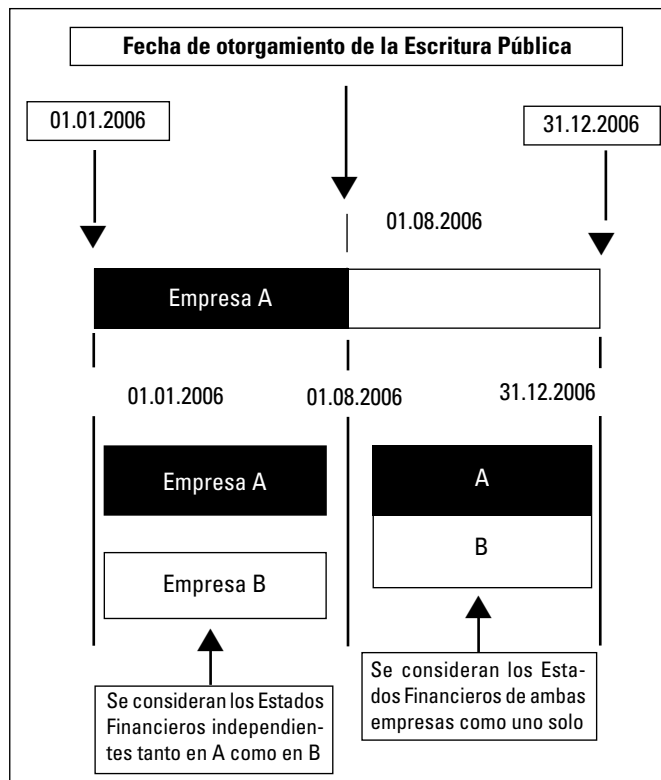 Fecha de otorgamiento de la Escritura Pública
01.01.2006
31.12.2006
01.08.2006
Empresa A
01.01.2006
01.08.2006
31.12.2006
Empresa A
A
B
Empresa B
Se consideran los Estados
Financieros independien-
tes tanto en A como en B
Se consideran los Esta-
dos Financieros de ambas
empresas como uno solo